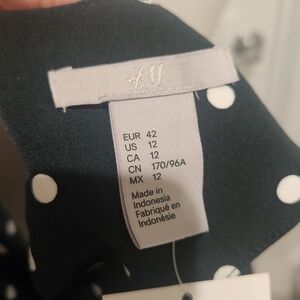 H&M
EUR 42
US 12
CA 12
CN 170/96A
MX 12
Made in
Indonesia
Fabriqué en
Indonésie